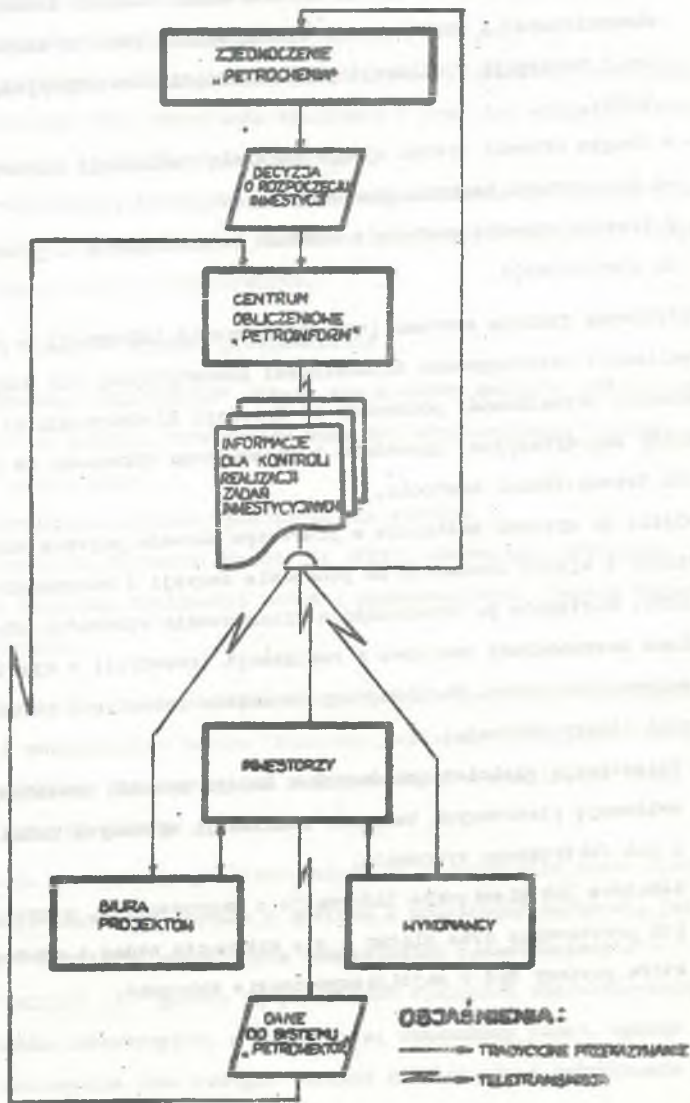 ZJEDNOCZENIE
„PETROCHEMIA"
DECYZJA
O ROZPOCZĘCIU
INWESTYCJI
CENTRUM
OBLICZENIOWE
„PETROINFORM"
INFORMACJE
DLA KONTROLI
REALIZACJI
ZADAŃ
INWESTYCYJNYCH
INWESTORZY
BIURA
PROJEKTÓW
WYKONAWCY
DANE
DO SYSTEMU
OBJAŚNIENIA:
TRADYCYJNE PRZEKAZYWANIE
TELETRANSMISJA